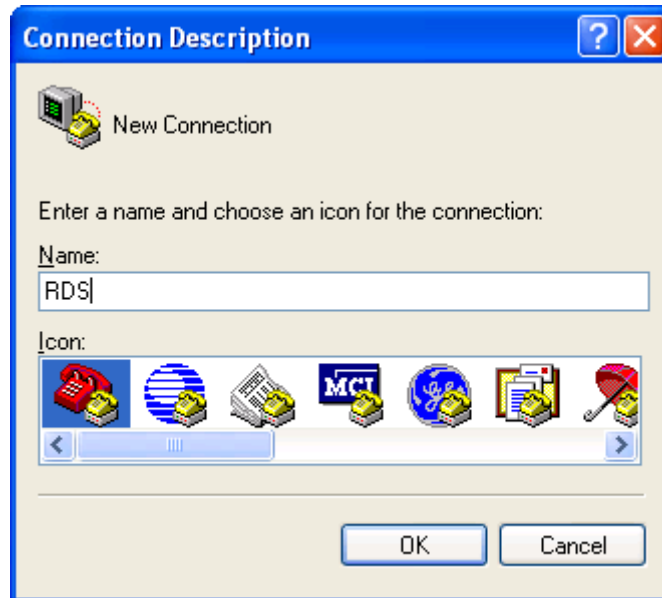 Connection Description
?
New Connection
Enter a name and choose an icon for the connection:
Name:
RDS
Icon:
MCI
OK
Cancel